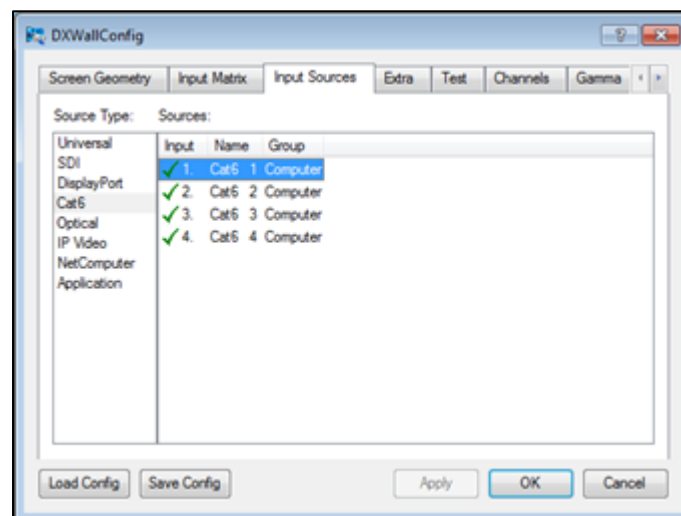 DXWallConfig
Screen Geometry Input Matrix Input Sources Extra Test Channels Gamma
Source Type: Sources:
Universal
SDI
DisplayPort
Cat6
Optical
IP Video
NetComputer
Application
Input Name Group
1. Cat6 1 Computer
2. Cat6 2 Computer
3. Cat6 3 Computer
4. Cat6 4 Computer
Load Config Save Config Apply OK Cancel